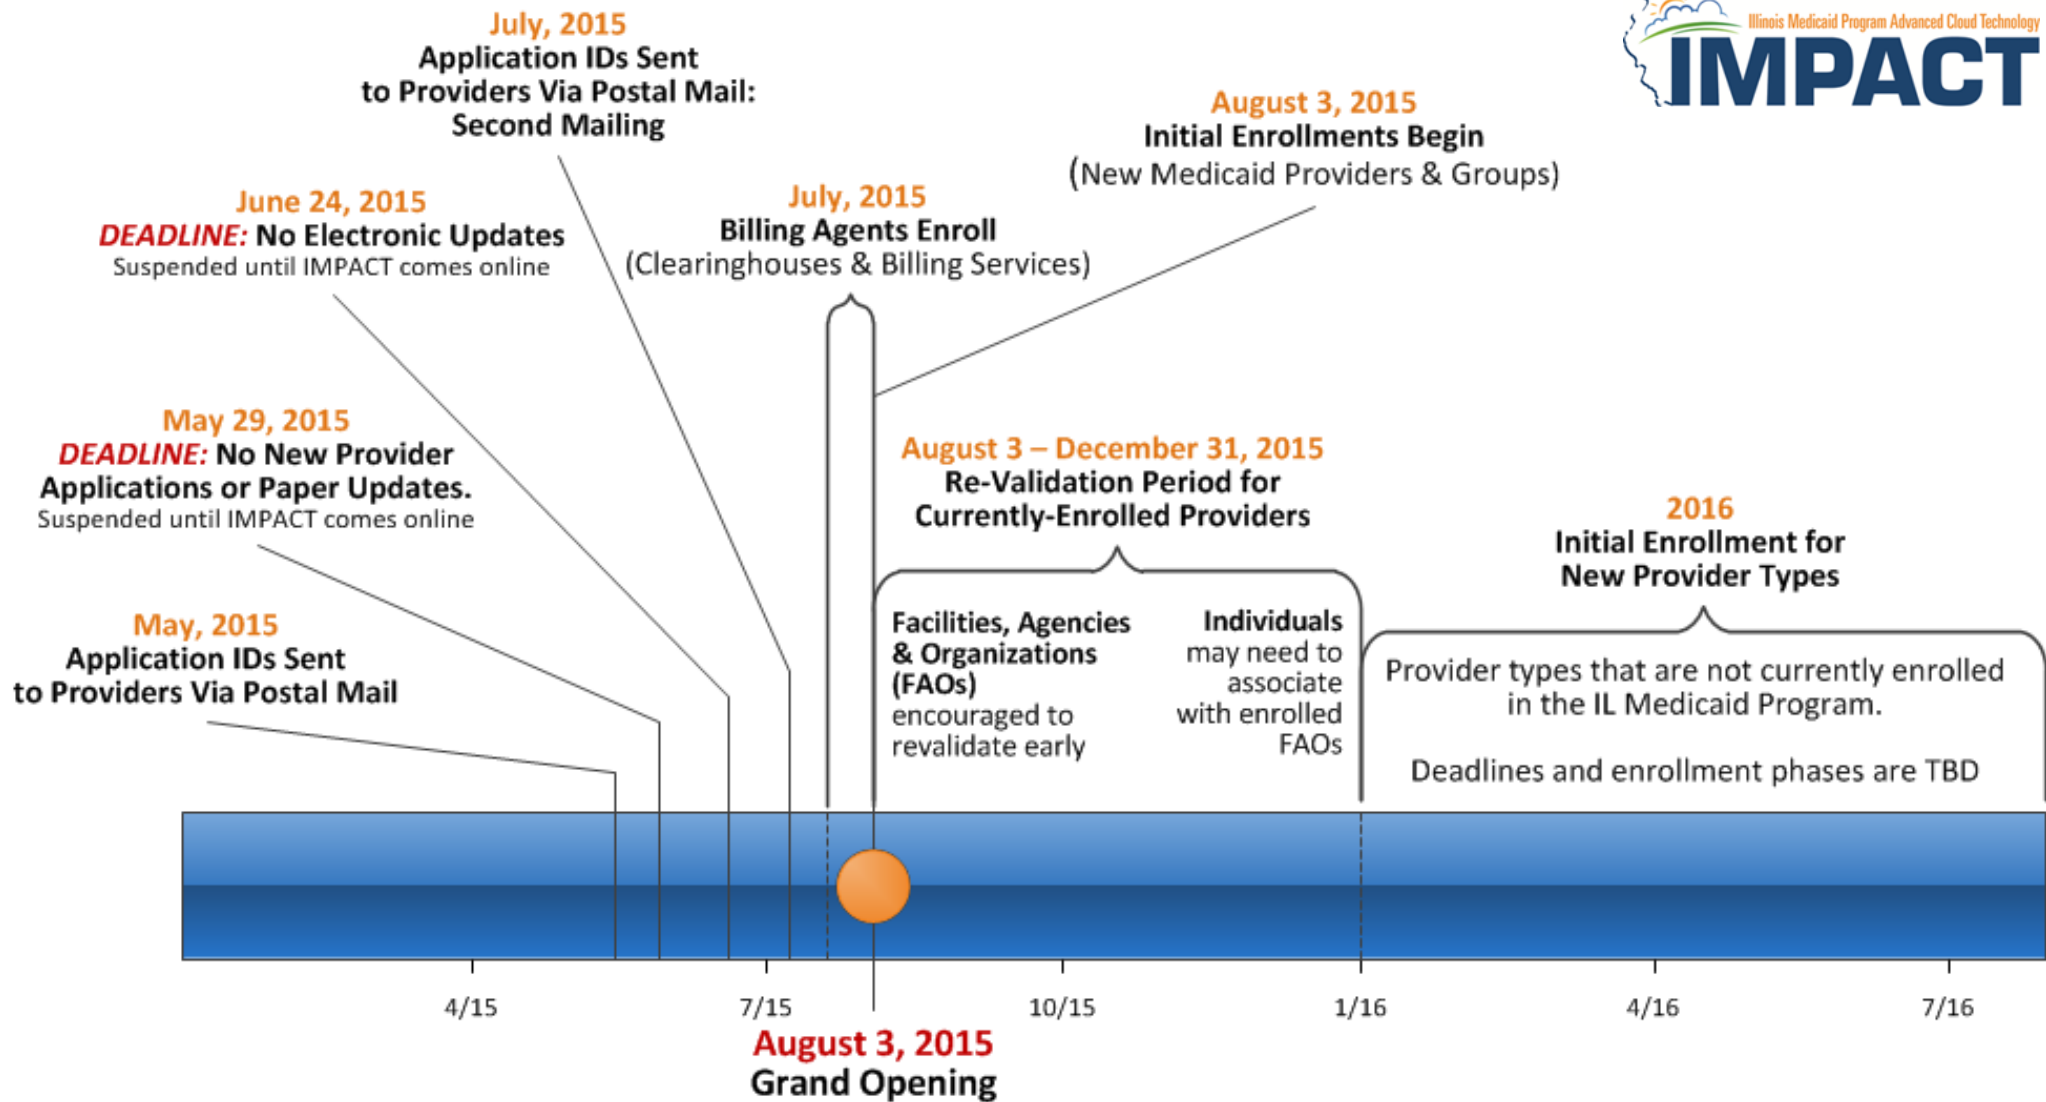 Illinois Medicaid Program Advanced Cloud Technology
IMPACT
July, 2015
Application IDs Sent
to Providers Via Postal Mail:
Second Mailing
August 3, 2015
Initial Enrollments Begin
(New Medicaid Providers & Groups)
June 24, 2015
DEADLINE: No Electronic Updates
Suspended until IMPACT comes online
July, 2015
Billing Agents Enroll
(Clearinghouses & Billing Services)
May 29, 2015
DEADLINE: No New Provider
Applications or Paper Updates.
Suspended until IMPACT comes online
August 3 – December 31, 2015
Re-Validation Period for
Currently-Enrolled Providers
2016
Initial Enrollment for
New Provider Types
May, 2015
Application IDs Sent
to Providers Via Postal Mail
Facilities, Agencies
& Organizations
(FAOs)
encouraged to
revalidate early
Individuals
may need to
associate
with enrolled
FAOs
Provider types that are not currently enrolled
in the IL Medicaid Program.
Deadlines and enrollment phases are TBD
4/15
7/15
10/15
1/16
4/16
7/16
August 3, 2015
Grand Opening